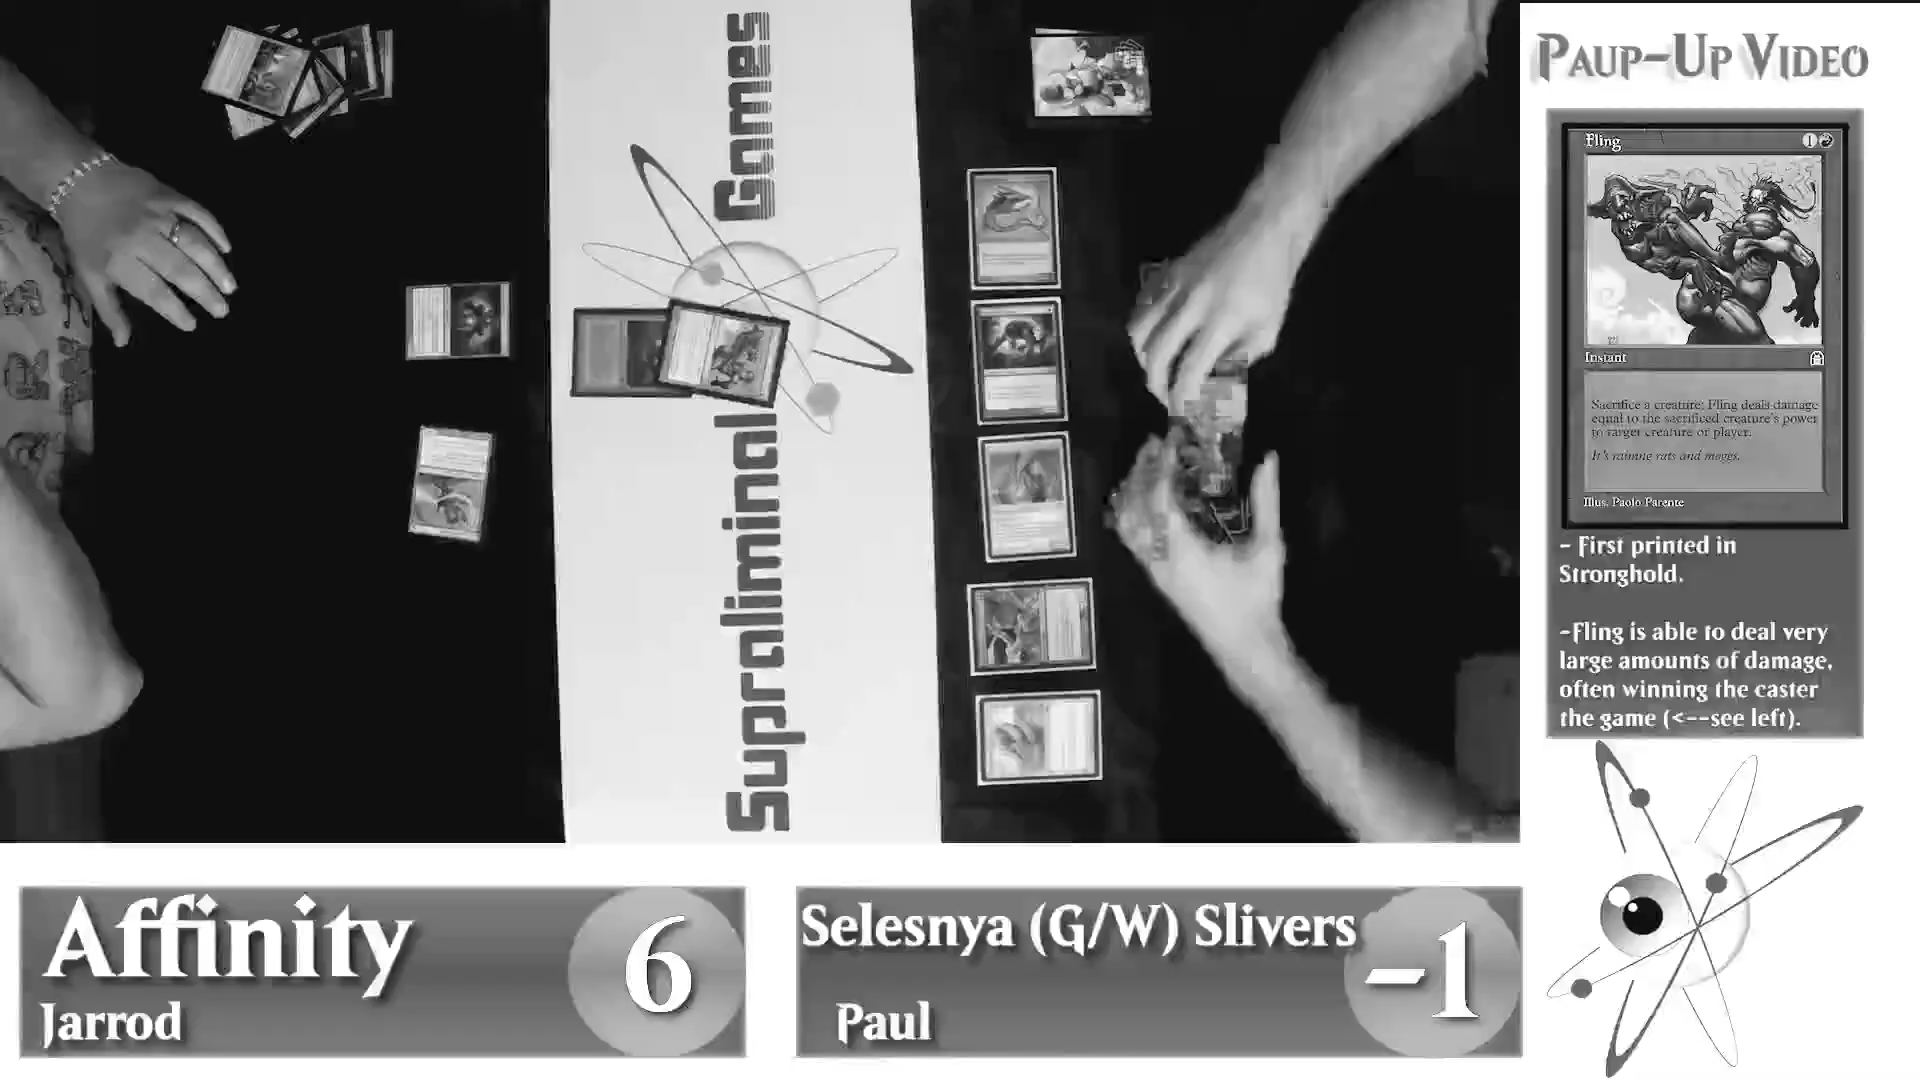 Supraliminal Games
Paup-Up Video
Fling
1
Instant
Sacrifice a creature: Fling deals damage
equal to the sacrificed creature's power
to target creature or player.
It's raining rats and moggs.
Illus. Paolo Parente
- First printed in
Stronghold.
-Fling is able to deal very
large amounts of damage,
often winning the caster
the game (<--see left).
Affinity
6
Jarrod
Selesnya (G/W) Slivers
-1
Paul